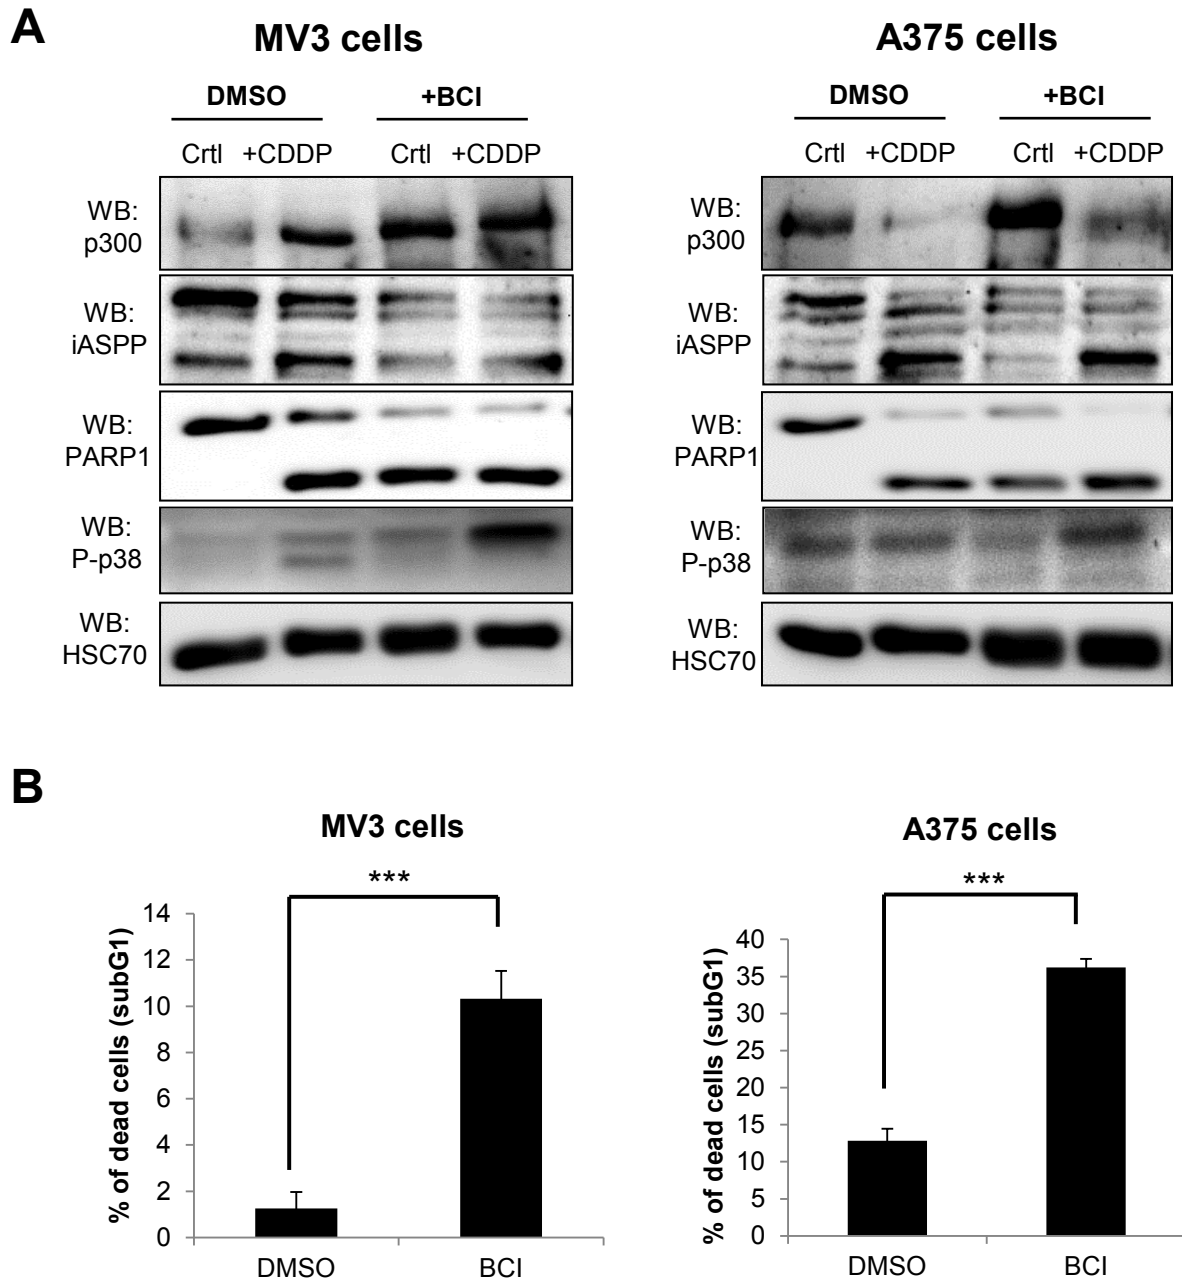 A
MV3 cells
A375 cells
DMSO
+BCI
DMSO
+BCI
Crtl
+CDDP
Crtl
+CDDP
Crtl
+CDDP
Crtl
+CDDP
WB:
p300
WB:
p300
WB:
iASPP
WB:
iASPP
WB:
PARP1
WB:
PARP1
WB:
P-p38
WB:
P-p38
WB:
HSC70
WB:
HSC70
B
MV3 cells
A375 cells
***
***
% of dead cells (subG1)
14
12
10
8
6
4
2
0
DMSO
BCI
% of dead cells (subG1)
40
35
30
25
20
15
10
5
0
DMSO
BCI